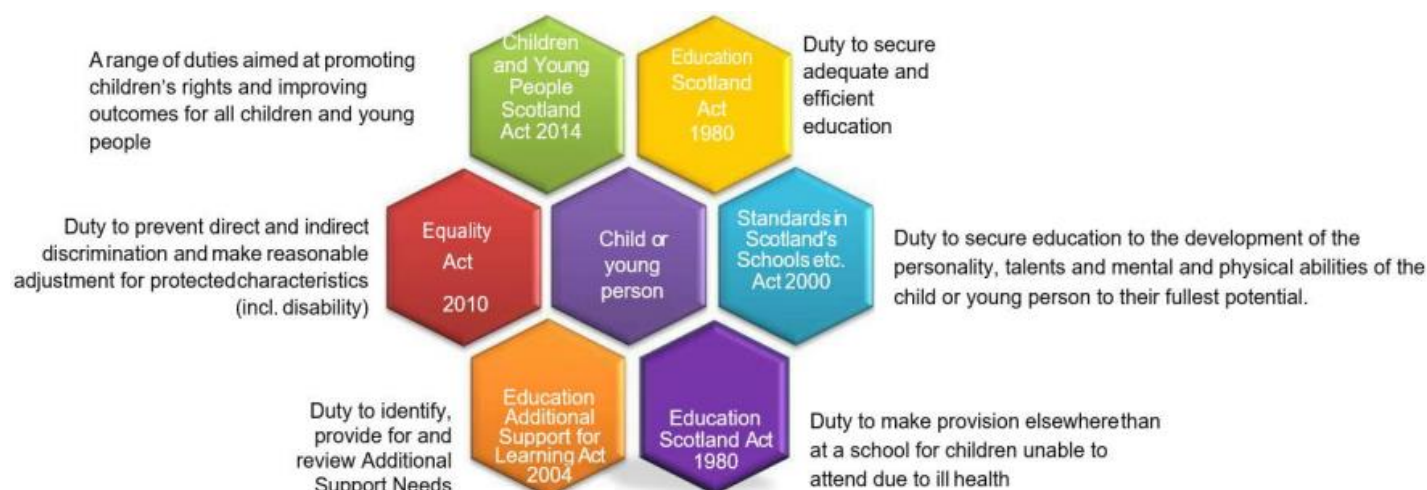 A range of duties aimed at promoting
children's rights and improving
outcomes for all children and young
people
Children
and Young
People
Scotland
Act 2014
Education
Scotland
Act
1980
Duty to secure
adequate and
efficient
education
Duty to prevent direct and indirect
discrimination and make reasonable
adjustment for protected characteristics
(incl. disability)
Equality
Act
2010
Child or
young
person
Standards in
Scotland's
Schools etc.
Act 2000
Duty to secure education to the development of the
personality, talents and mental and physical abilities of the
child or young person to their fullest potential.
Duty to identify,
provide for and
review Additional
Support Needs
Education
Additional
Support for
Learning Act
2004
Education
Scotland Act
1980
Duty to make provision elsewhere than
at a school for children unable to
attend due to ill health